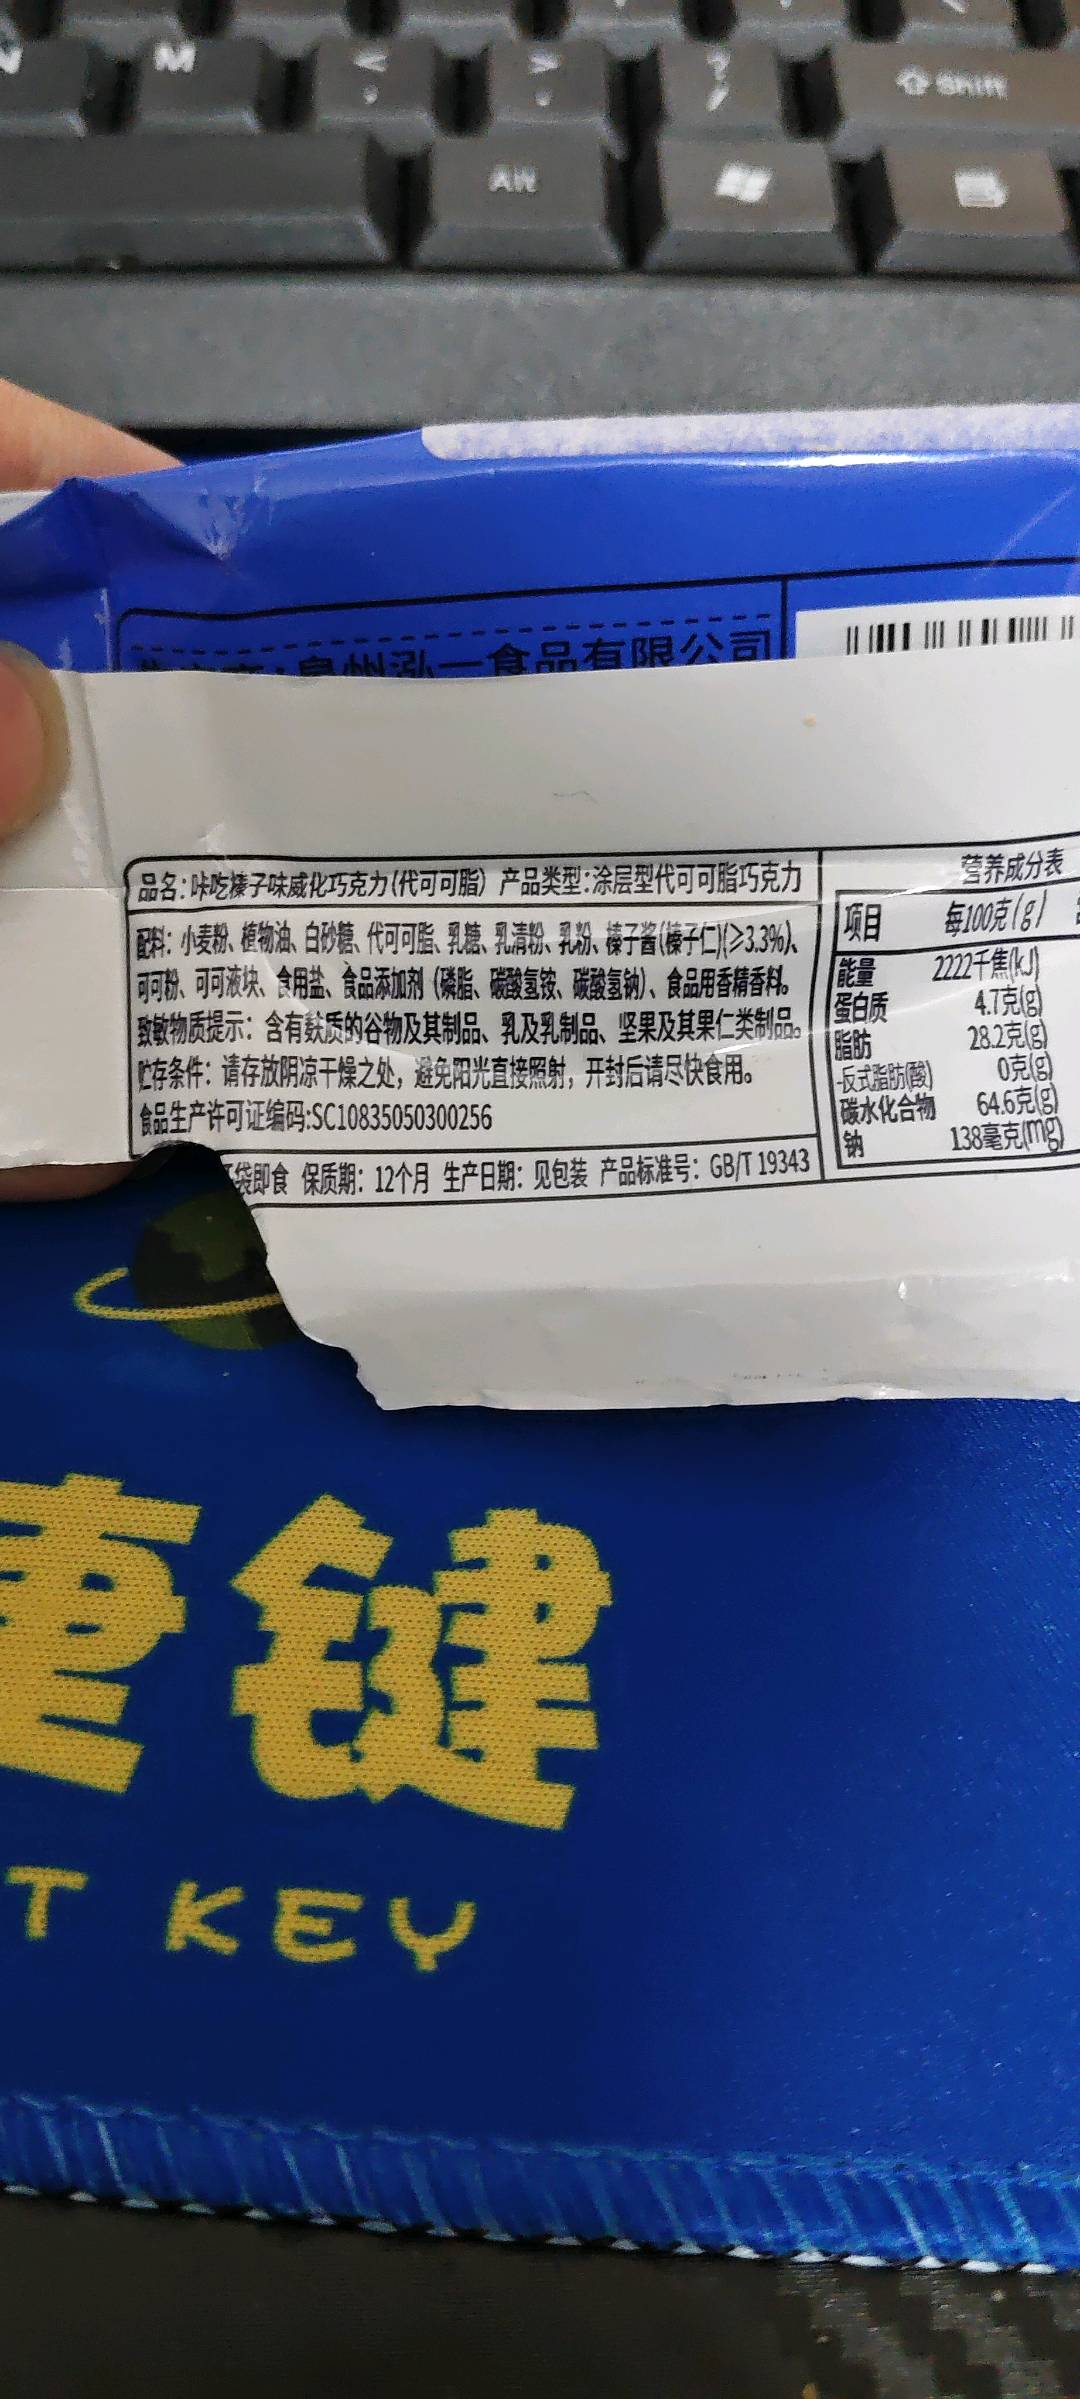 M
<
,
>
.
?
/
Shift
Alt
泉州泓一食品有限公司
品名:咔吃榛子味威化巧克力(代可可脂) 产品类型:涂层型代可可脂巧克力
配料: 小麦粉、植物油、白砂糖、代可可脂、乳糖、乳清粉、乳粉、榛子酱(榛子仁)(≥3.3%)、
可可粉、可可液块、食用盐、食品添加剂 (磷脂、碳酸氢铵、碳酸氢钠)、食品用香精香料。
致敏物质提示: 含有麸质的谷物及其制品、乳及乳制品、坚果及其果仁类制品。
贮存条件: 请存放阴凉干燥之处, 避免阳光直接照射, 开封后请尽快食用。
食品生产许可证编码:SC10835050300256
袋即食 保质期: 12个月 生产日期: 见包装 产品标准号: GB/T 19343
营养成分表
项目 每100克(g)
能量 2222千焦(kJ)
蛋白质 4.7克(g)
脂肪 28.2克(g)
-反式脂肪(酸) 0克(g)
碳水化合物 64.6克(g)
钠 138毫克(mg)
键
T KEY